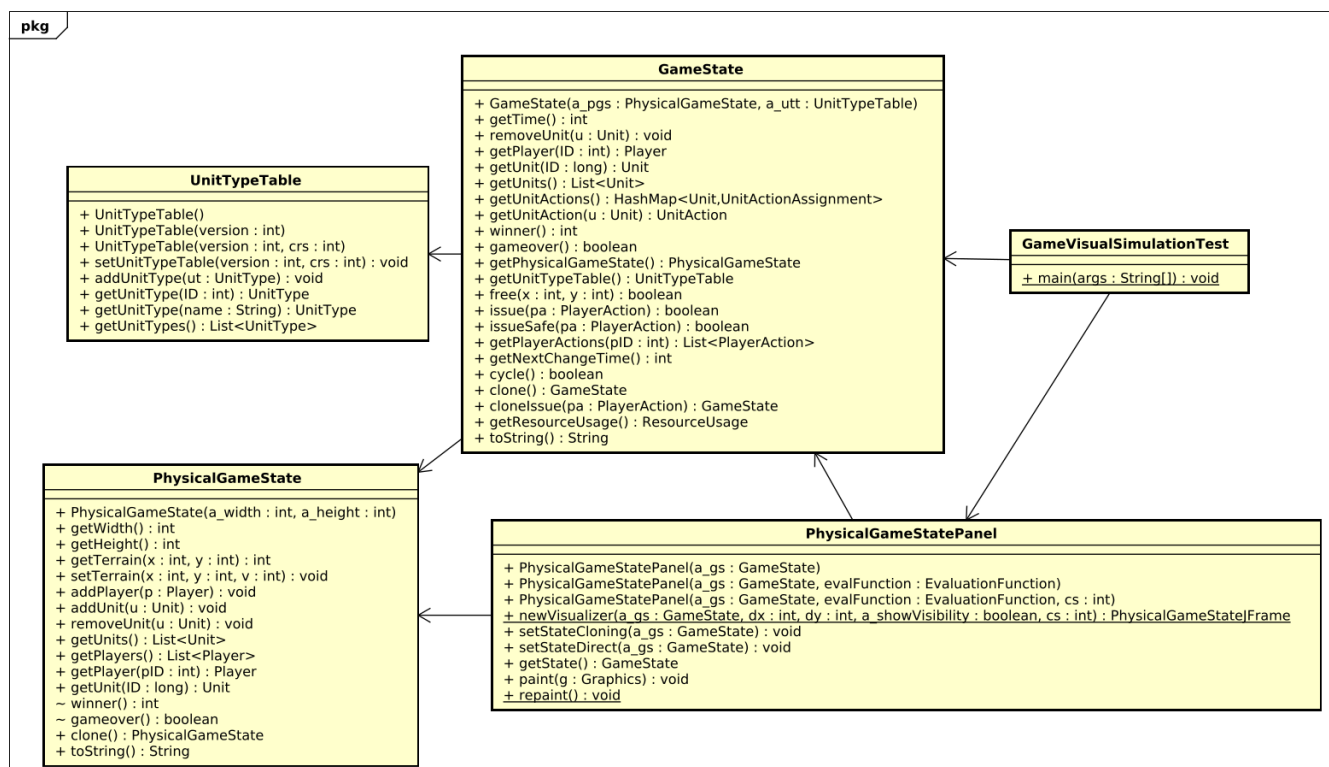 pkg
GameState
+ GameState(a_pgs : PhysicalGameState, a_utt : UnitTypeTable)
+ getTime() : int
+ removeUnit(u : Unit) : void
+ getPlayer(ID : int) : Player
+ getUnit(ID : long) : Unit
+ getUnits() : List<Unit>
+ getUnitActions() : HashMap<Unit,UnitActionAssignment>
+ getUnitAction(u : Unit) : UnitAction
+ winner() : int
+ gameover() : boolean
+ getPhysicalGameState() : PhysicalGameState
+ getUnitTypeTable() : UnitTypeTable
+ free(x : int, y : int) : boolean
+ issue(pa : PlayerAction) : boolean
+ issueSafe(pa : PlayerAction) : boolean
+ getPlayerActions(pID : int) : List<PlayerAction>
+ getNextChangeTime() : int
+ cycle() : boolean
+ clone() : GameState
+ cloneIssue(pa : PlayerAction) : GameState
+ getResourceUsage() : ResourceUsage
+ toString() : String
UnitTypeTable
+ UnitTypeTable()
+ UnitTypeTable(version : int)
+ UnitTypeTable(version : int, crs : int)
+ setUnitTypeTable(version : int, crs : int) : void
+ addUnitType(ut : UnitType) : void
+ getUnitType(ID : int) : UnitType
+ getUnitType(name : String) : UnitType
+ getUnitTypes() : List<UnitType>
GameVisualSimulationTest
+ main(args : String[]) : void
PhysicalGameState
+ PhysicalGameState(a_width : int, a_height : int)
+ getWidth() : int
+ getHeight() : int
+ getTerrain(x : int, y : int) : int
+ setTerrain(x : int, y : int, v : int) : void
+ addPlayer(p : Player) : void
+ addUnit(u : Unit) : void
+ removeUnit(u : Unit) : void
+ getUnits() : List<Unit>
+ getPlayers() : List<Player>
+ getPlayer(pID : int) : Player
+ getUnit(ID : long) : Unit
~ winner() : int
~ gameover() : boolean
+ clone() : PhysicalGameState
+ toString() : String
PhysicalGameStatePanel
+ PhysicalGameStatePanel(a_gs : GameState)
+ PhysicalGameStatePanel(a_gs : GameState, evalFunction : EvaluationFunction)
+ PhysicalGameStatePanel(a_gs : GameState, evalFunction : EvaluationFunction, cs : int)
+ newVisualizer(a_gs : GameState, dx : int, dy : int, a_showVisibility : boolean, cs : int) : PhysicalGameStateJFrame
+ setStateCloning(a_gs : GameState) : void
+ setStateDirect(a_gs : GameState) : void
+ getState() : GameState
+ paint(g : Graphics) : void
+ repaint() : void